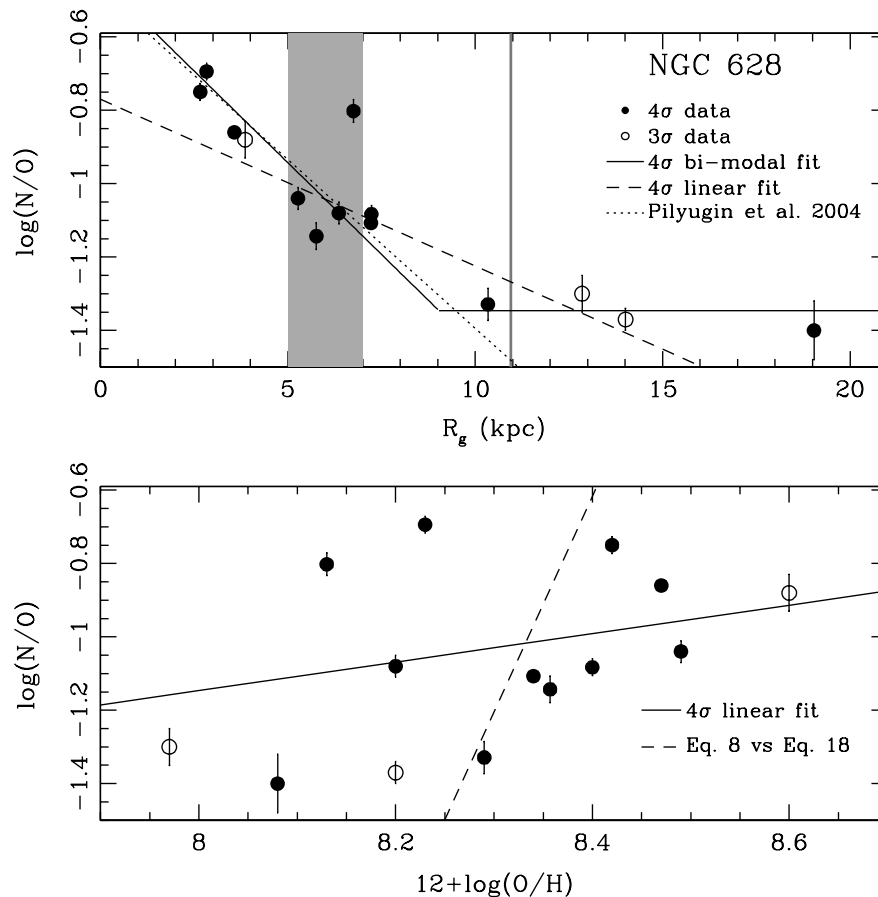 NGC 628
4σ data
3σ data
4σ bi-modal fit
4σ linear fit
Pilyugin et al. 2004
log(N/O)
-0.6
-0.8
-1
-1.2
-1.4
0 5 10 15 20
R_g (kpc)
log(N/O)
-0.6
-0.8
-1
-1.2
-1.4
4σ linear fit
Eq. 8 vs Eq. 18
8 8.2 8.4 8.6
12+log(O/H)